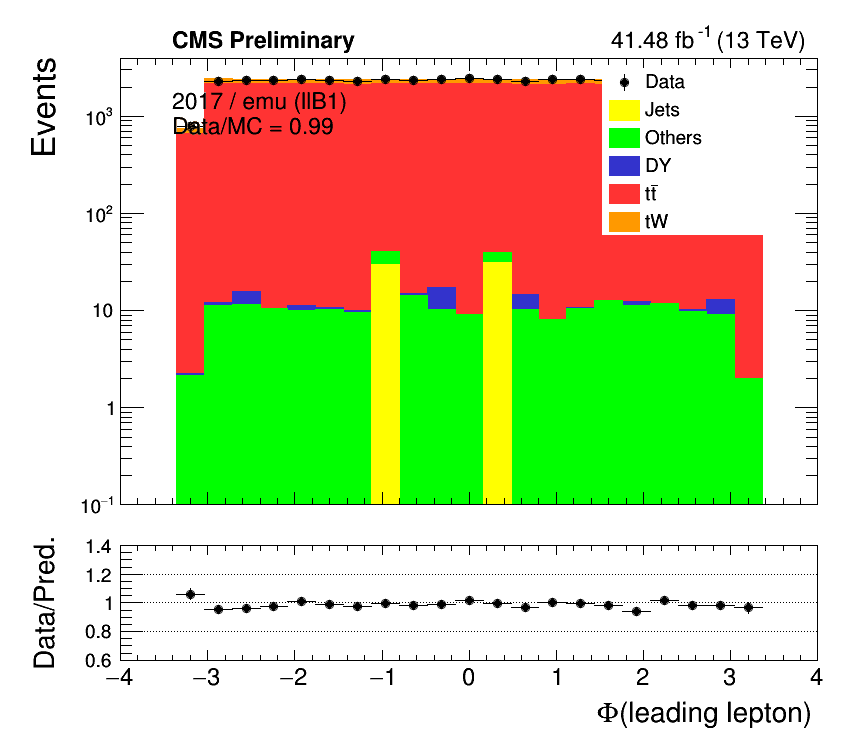 CMS Preliminary
41.48 fb⁻¹ (13 TeV)
Events
2017 / emu (IIB1)
Data/MC = 0.99
Data
Jets
Others
DY
tt̄
tW
10³
10²
10
1
10⁻¹
Data/Pred.
1.4
1.2
1
0.8
0.6
−4 −3 −2 −1 0 1 2 3 4
Φ(leading lepton)